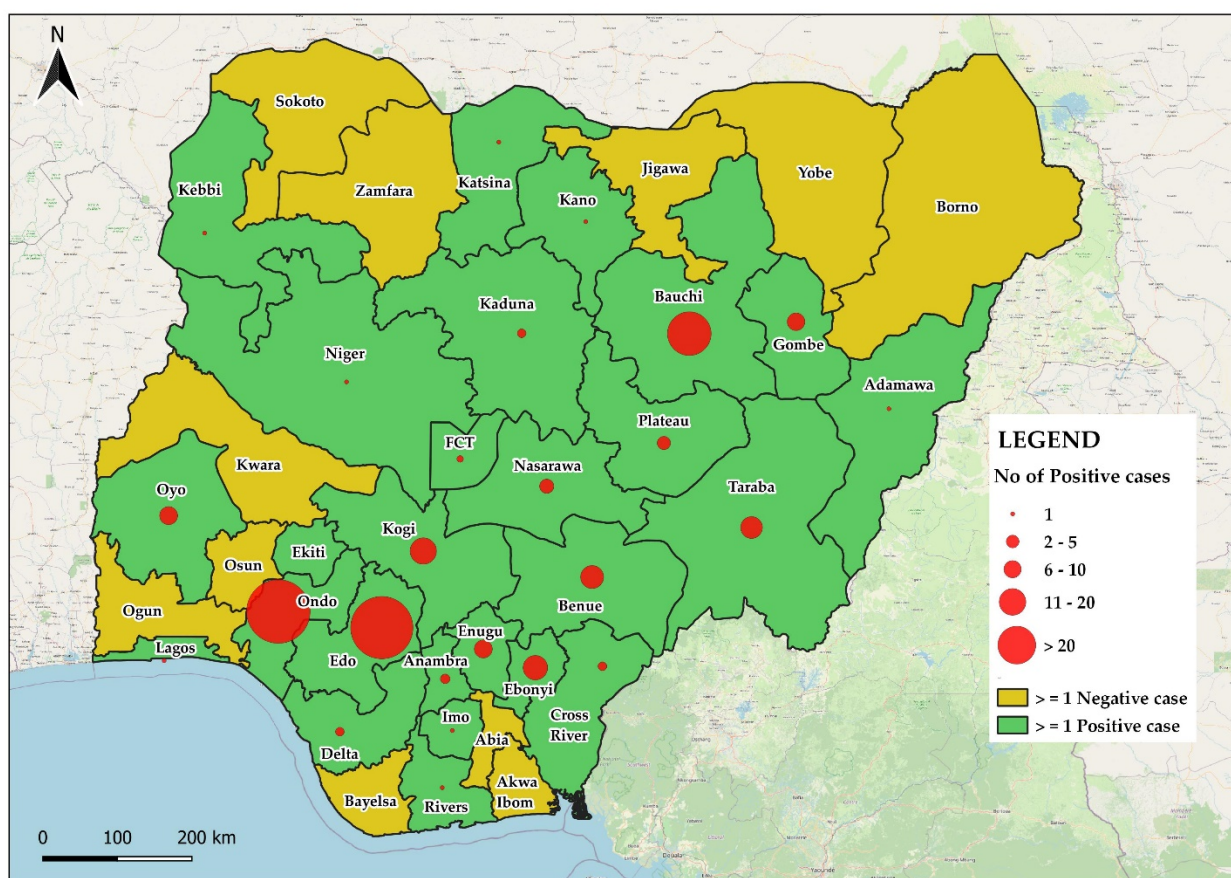 N
Sokoto
Kebbi
Zamfara
Katsina
Kano
Jigawa
Yobe
Borno
Kaduna
Bauchi
Gombe
Niger
Adamawa
Plateau
FCT
Nasarawa
Kwara
Oyo
Taraba
Kogi
Ekiti
Osun
Ondo
Ogun
Benue
Lagos
Edo
Enugu
Anambra
Ebonyi
Imo
Cross
River
Abia
Delta
Akwa
Ibom
Bayelsa
Rivers
LEGEND
No of Positive cases
1
2 - 5
6 - 10
11 - 20
> 20
> = 1 Negative case
> = 1 Positive case
0 100 200 km
Douala